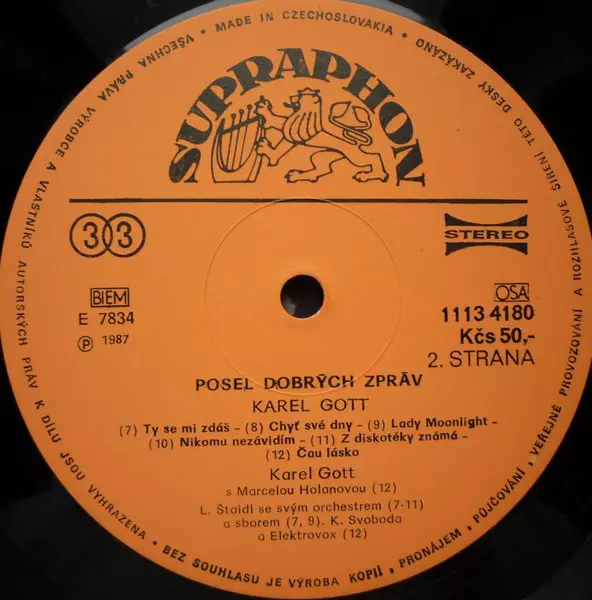 VŠECHNA PRÁVA VÝROBCE A VLASTNÍKŮ AUTORSKÝCH PRÁV K DÍLU JSOU VYHRAZENA • BEZ SOUHLASU JE VÝROBA KOPIÍ, PRONÁJEM, PŮJČOVÁNÍ, VEŘEJNÉ PROVOZOVÁNÍ A ROZHLASOVÉ ŠÍŘENÍ TÉTO DESKY ZAKÁZÁNO • MADE IN CZECHOSLOVAKIA •
SUPRAPHON
33
STEREO
BIEM
E 7834
Ⓟ 1987
OSA
1113 4180
Kčs 50,-
2. STRANA
POSEL DOBRÝCH ZPRÁV
KAREL GOTT
(7) Ty se mi zdáš – (8) Chyť své dny – (9) Lady Moonlight –
(10) Nikomu nezávidím – (11) Z diskotéky známá –
(12) Čau lásko
Karel Gott
s Marcelou Holanovou (12)
L. Štaidl se svým orchestrem (7-11)
a sborem (7, 9). K. Svoboda
a Elektrovox (12)